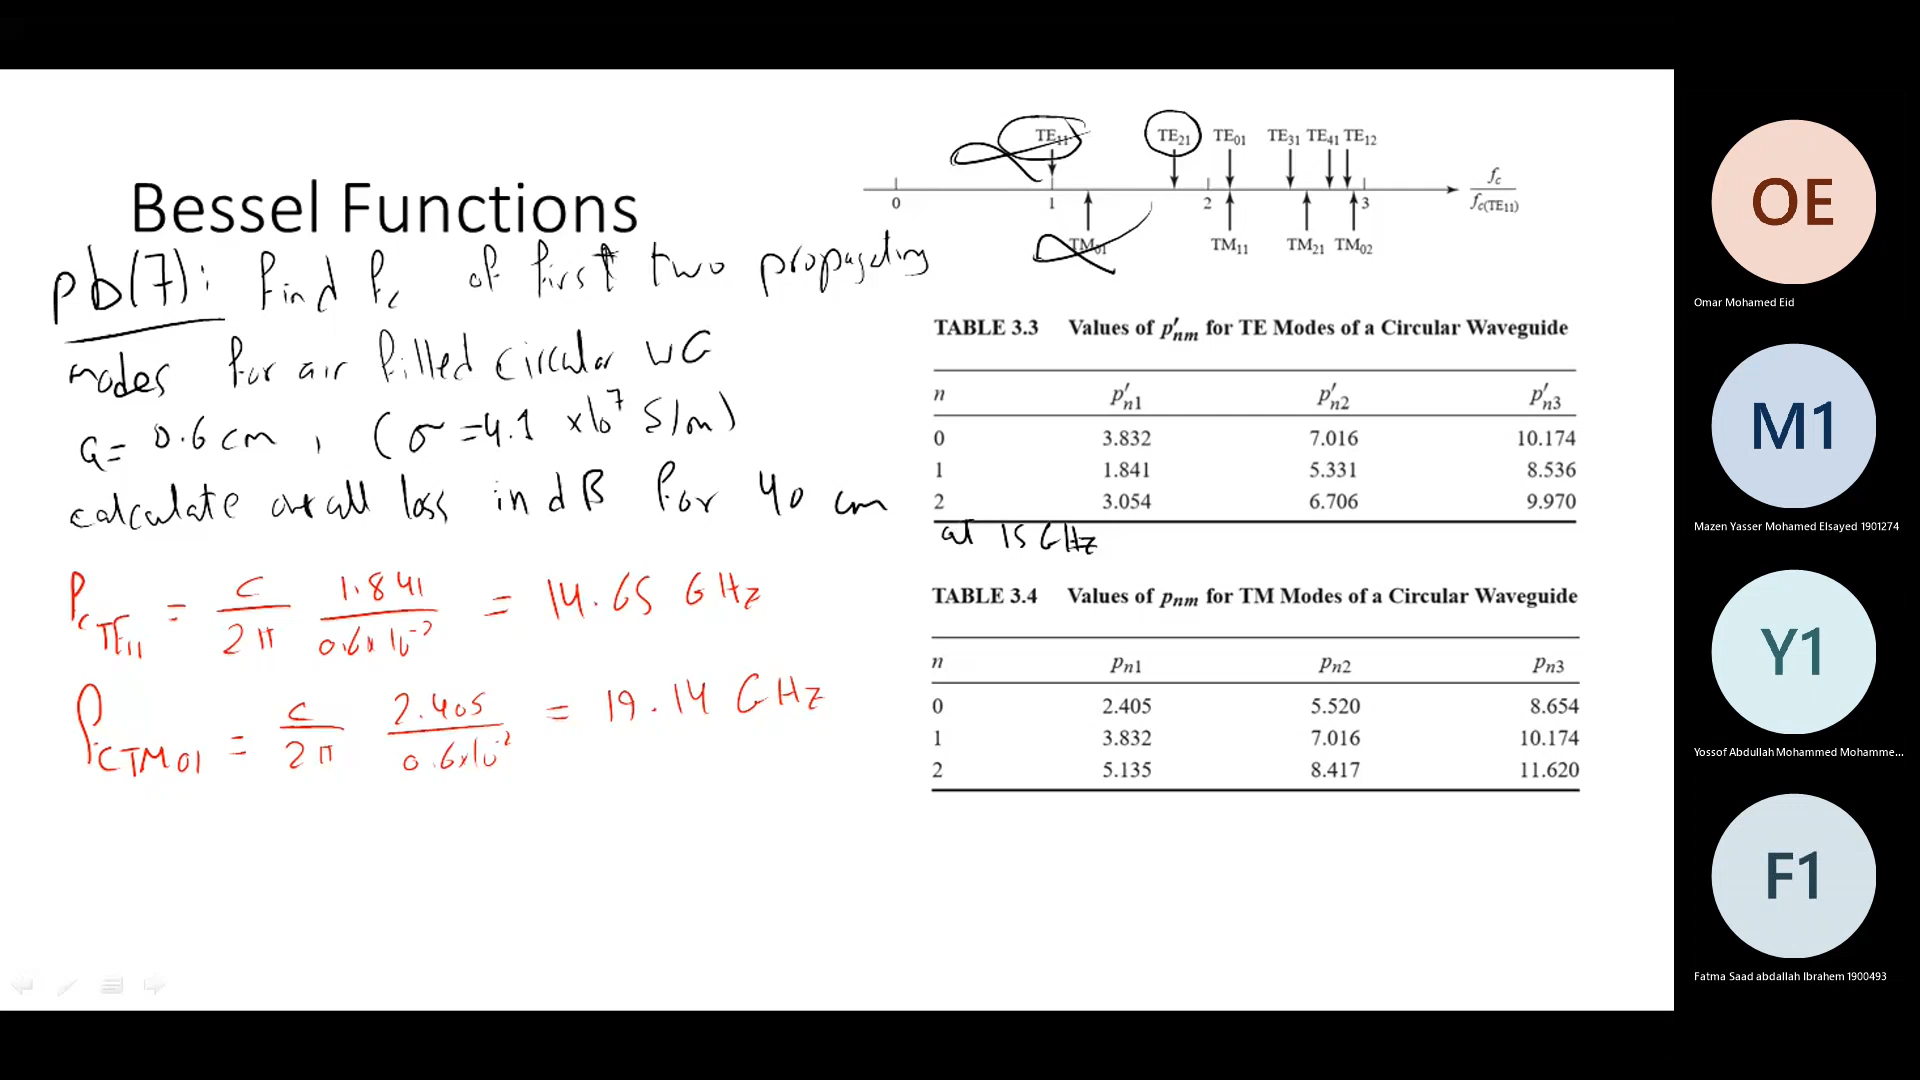 Bessel Functions
TE11 TE21 TE01 TE31 TE41 TE12
0 1 2 3 fc/fc(TE11)
TM01 TM11 TM21 TM02
pb(7): Find fc of first two propagating
modes for air filled circular WG
a= 0.6 cm , (σ =4.1 x10^7 S/m)
calculate overall loss in dB for 40 cm
at 15 GHz
fcTE11 = c/2π 1.841/0.6x10^-2 = 14.65 GHz
fcTM01 = c/2π 2.405/0.6x10^-2 = 19.14 GHz
TABLE 3.3 Values of p′nm for TE Modes of a Circular Waveguide
n p′n1 p′n2 p′n3
0 3.832 7.016 10.174
1 1.841 5.331 8.536
2 3.054 6.706 9.970
TABLE 3.4 Values of pnm for TM Modes of a Circular Waveguide
n pn1 pn2 pn3
0 2.405 5.520 8.654
1 3.832 7.016 10.174
2 5.135 8.417 11.620
OE
Omar Mohamed Eid
M1
Mazen Yasser Mohamed Elsayed 1901274
Y1
Yossof Abdullah Mohammed Mohamme...
F1
Fatma Saad abdallah Ibrahem 1900493